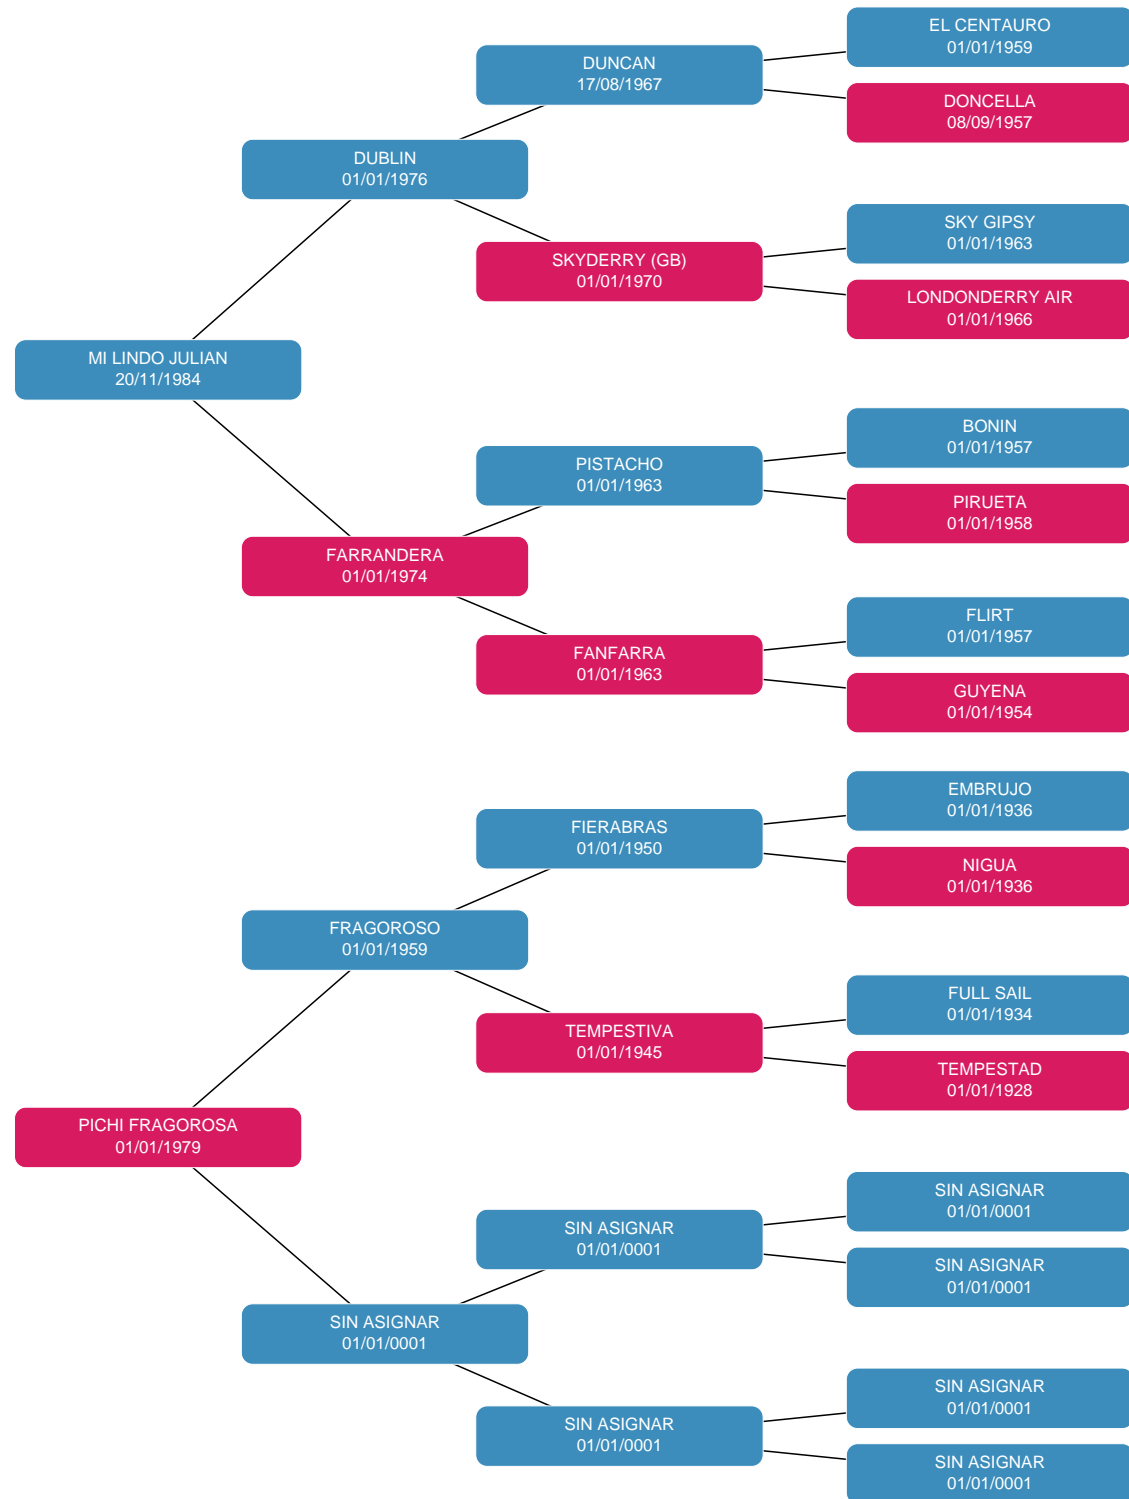 EL CENTAURO
01/01/1959
DUNCAN
17/08/1967
DONCELLA
08/09/1957
DUBLIN
01/01/1976
SKY GIPSY
01/01/1963
SKYDERRY (GB)
01/01/1970
LONDONDERRY AIR
01/01/1966
MI LINDO JULIAN
20/11/1984
BONIN
01/01/1957
PISTACHO
01/01/1963
PIRUETA
01/01/1958
FARRANDERA
01/01/1974
FLIRT
01/01/1957
FANFARRA
01/01/1963
GUYENA
01/01/1954
EMBRUJO
01/01/1936
FIERABRAS
01/01/1950
NIGUA
01/01/1936
FRAGOROSO
01/01/1959
FULL SAIL
01/01/1934
TEMPESTIVA
01/01/1945
TEMPESTAD
01/01/1928
PICHI FRAGOROSA
01/01/1979
SIN ASIGNAR
01/01/0001
SIN ASIGNAR
01/01/0001
SIN ASIGNAR
01/01/0001
SIN ASIGNAR
01/01/0001
SIN ASIGNAR
01/01/0001
SIN ASIGNAR
01/01/0001
SIN ASIGNAR
01/01/0001